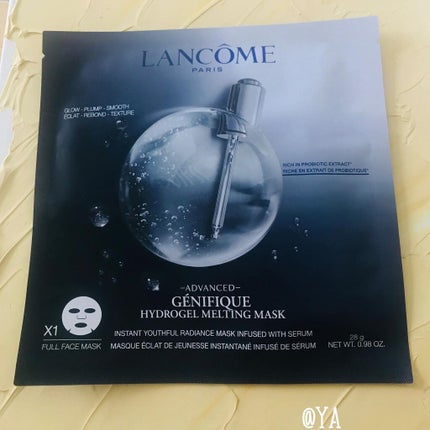 LANCÔME
PARIS
GLOW - PLUMP - SMOOTH
ÉCLAT - REBOND - TEXTURE
RICH IN PROBIOTIC EXTRACT*
RICHE EN EXTRAIT DE PROBIOTIQUE*
–ADVANCED–
GÉNIFIQUE
HYDROGEL MELTING MASK
X1
FULL FACE MASK
INSTANT YOUTHFUL RADIANCE MASK INFUSED WITH SERUM
MASQUE ÉCLAT DE JEUNESSE INSTANTANÉ INFUSÉ DE SÉRUM
28 g
NET WT. 0.98 OZ.
@YA